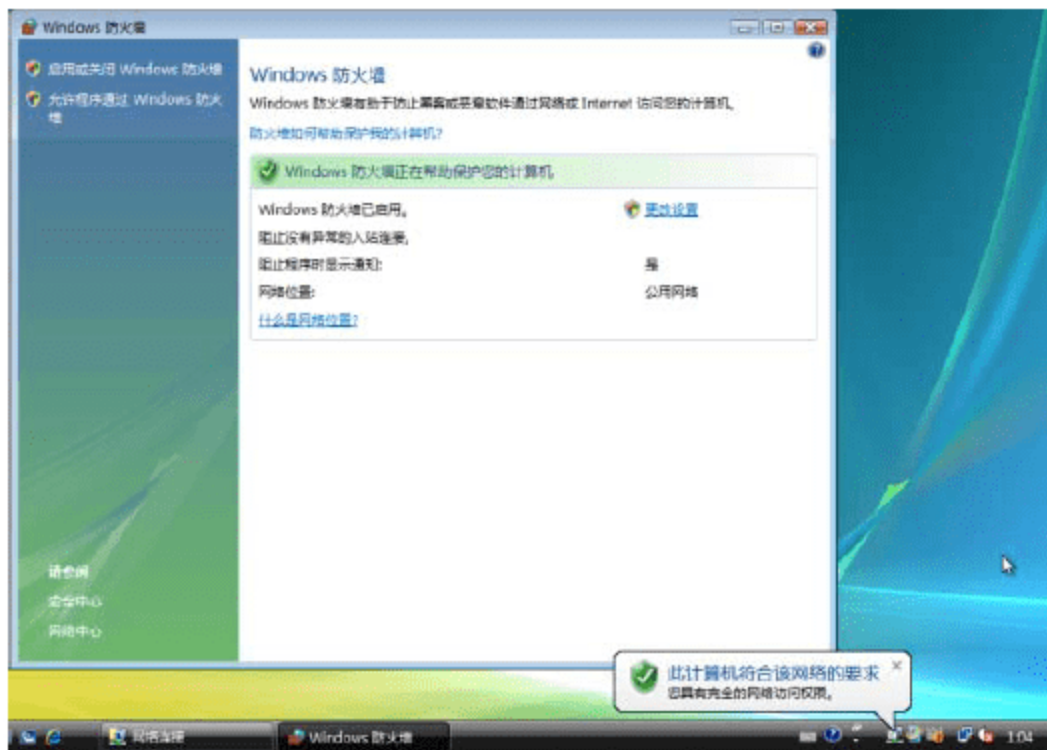 Windows 防火墙
启用或关闭 Windows 防火墙
允许程序通过 Windows 防火
墙
Windows 防火墙
Windows 防火墙有助于防止黑客或恶意软件通过网络或 Internet 访问您的计算机。
防火墙如何帮助保护我的计算机?
Windows 防火墙正在帮助保护您的计算机
Windows 防火墙已启用。
更改设置
阻止没有异常的入站连接。
阻止程序时显示通知:
是
网络位置:
公用网络
什么是网络位置?
请参阅
安全中心
网络中心
此计算机符合该网络的要求
您具有完全的网络访问权限。
网络连接
Windows 防火墙
1:04